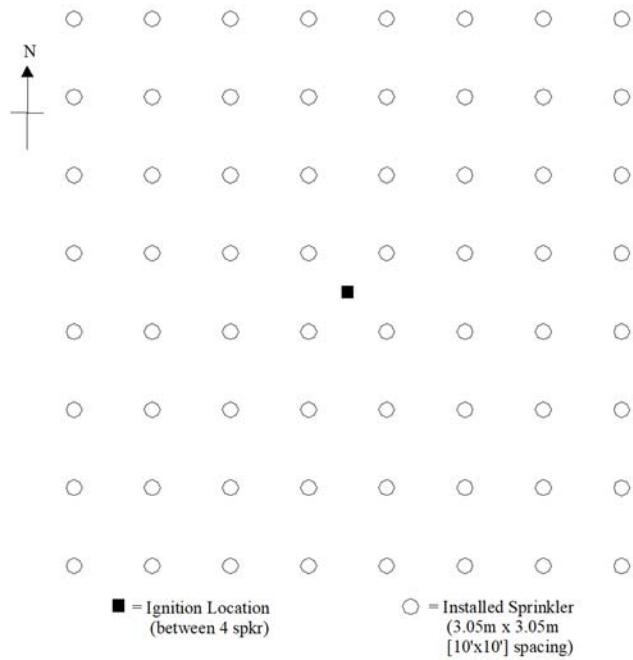 N
= Ignition Location
(between 4 spkr)
= Installed Sprinkler
(3.05m x 3.05m
[10'x10'] spacing)